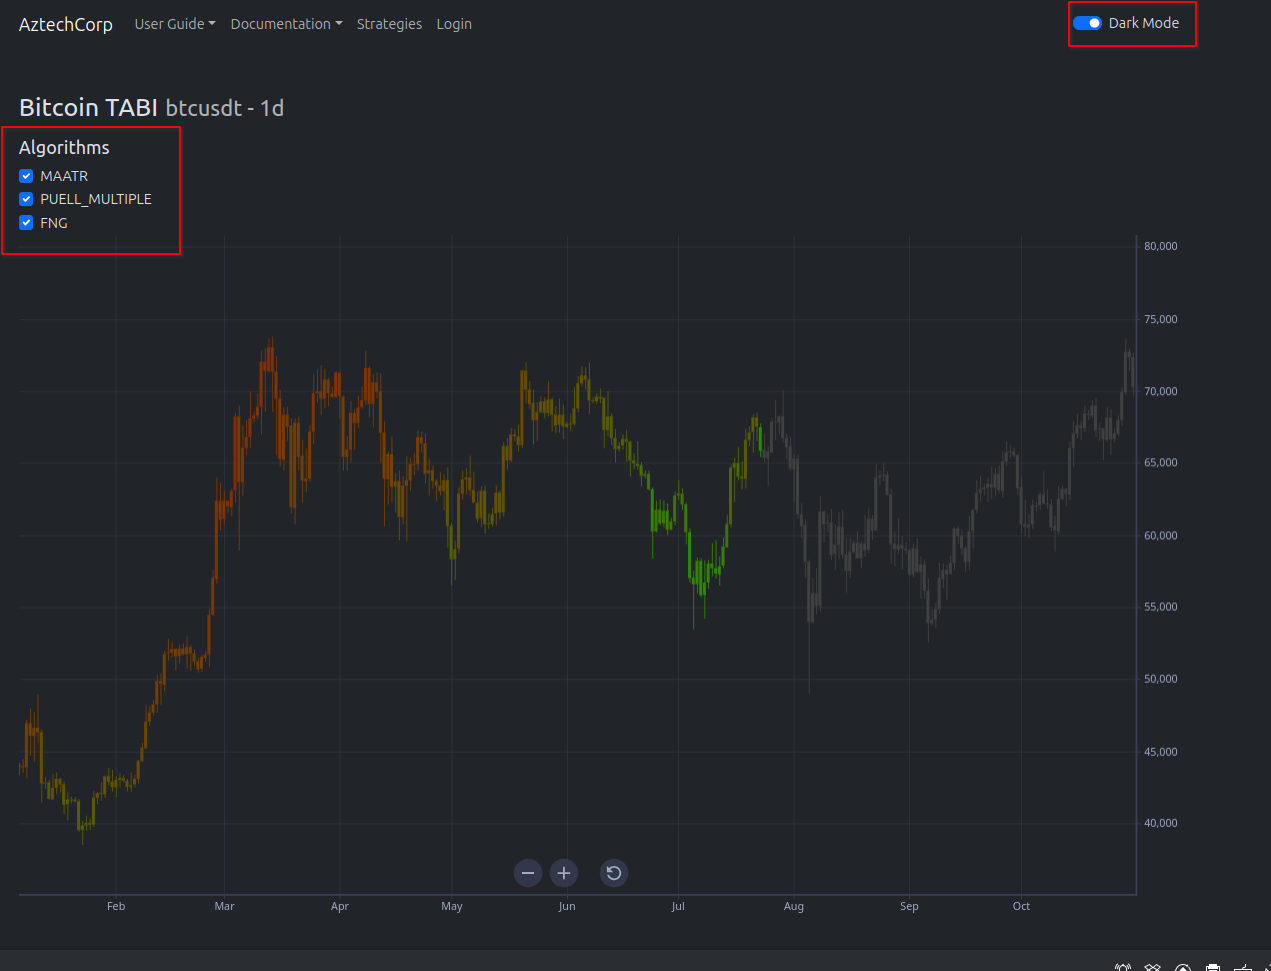 AztechCorp User Guide Documentation Strategies Login Dark Mode
Bitcoin TABI btcusdt - 1d
Algorithms
MAATR
PUELL_MULTIPLE
FNG
80,000
75,000
70,000
65,000
60,000
55,000
50,000
45,000
40,000
Feb Mar Apr May Jun Jul Aug Sep Oct